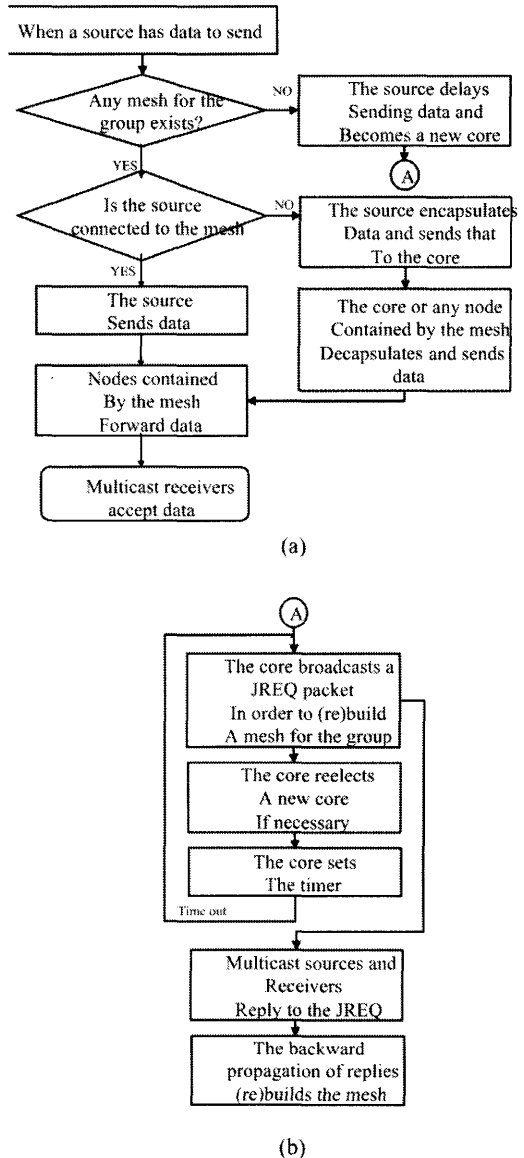 When a source has data to send
Any mesh for the
group exists?
NO
The source delays
Sending data and
Becomes a new core
YES
A
Is the source
connected to the mesh
NO
The source encapsulates
Data and sends that
To the core
YES
The source
Sends data
The core or any node
Contained by the mesh
Decapsulates and sends
data
Nodes contained
By the mesh
Forward data
Multicast receivers
accept data
(a)
A
The core broadcasts a
JREQ packet
In order to (re)build
A mesh for the group
The core reelects
A new core
If necessary
The core sets
The timer
Time out
Multicast sources and
Receivers
Reply to the JREQ
The backward
propagation of replies
(re)builds the mesh
(b)